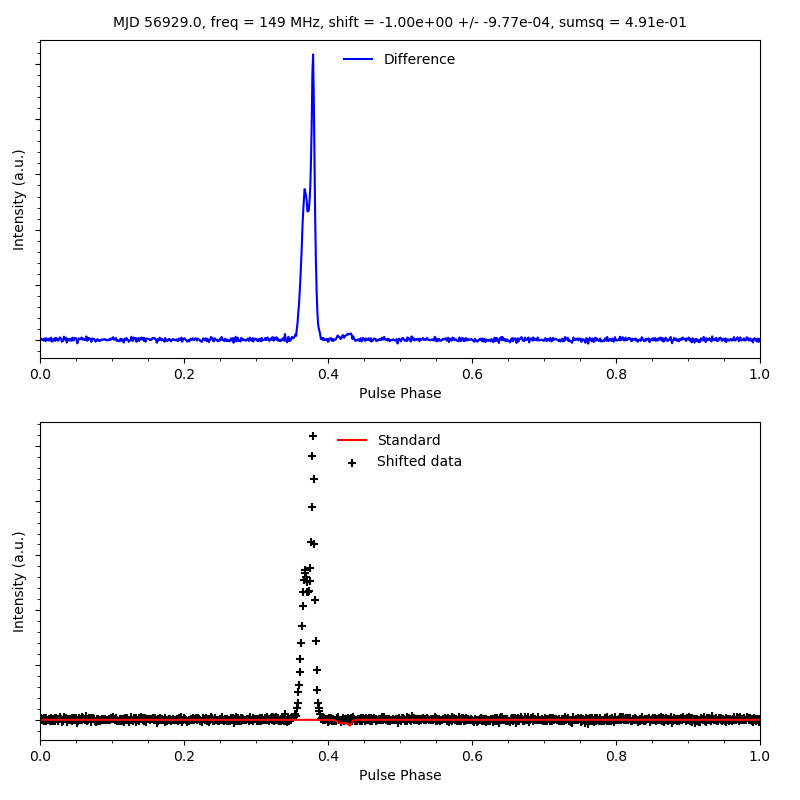 MJD 56929.0, freq = 149 MHz, shift = -1.00e+00 +/- -9.77e-04, sumsq = 4.91e-01
Difference
Intensity (a.u.)
0.0 0.2 0.4 0.6 0.8 1.0
Pulse Phase
Standard
Shifted data
Intensity (a.u.)
0.0 0.2 0.4 0.6 0.8 1.0
Pulse Phase